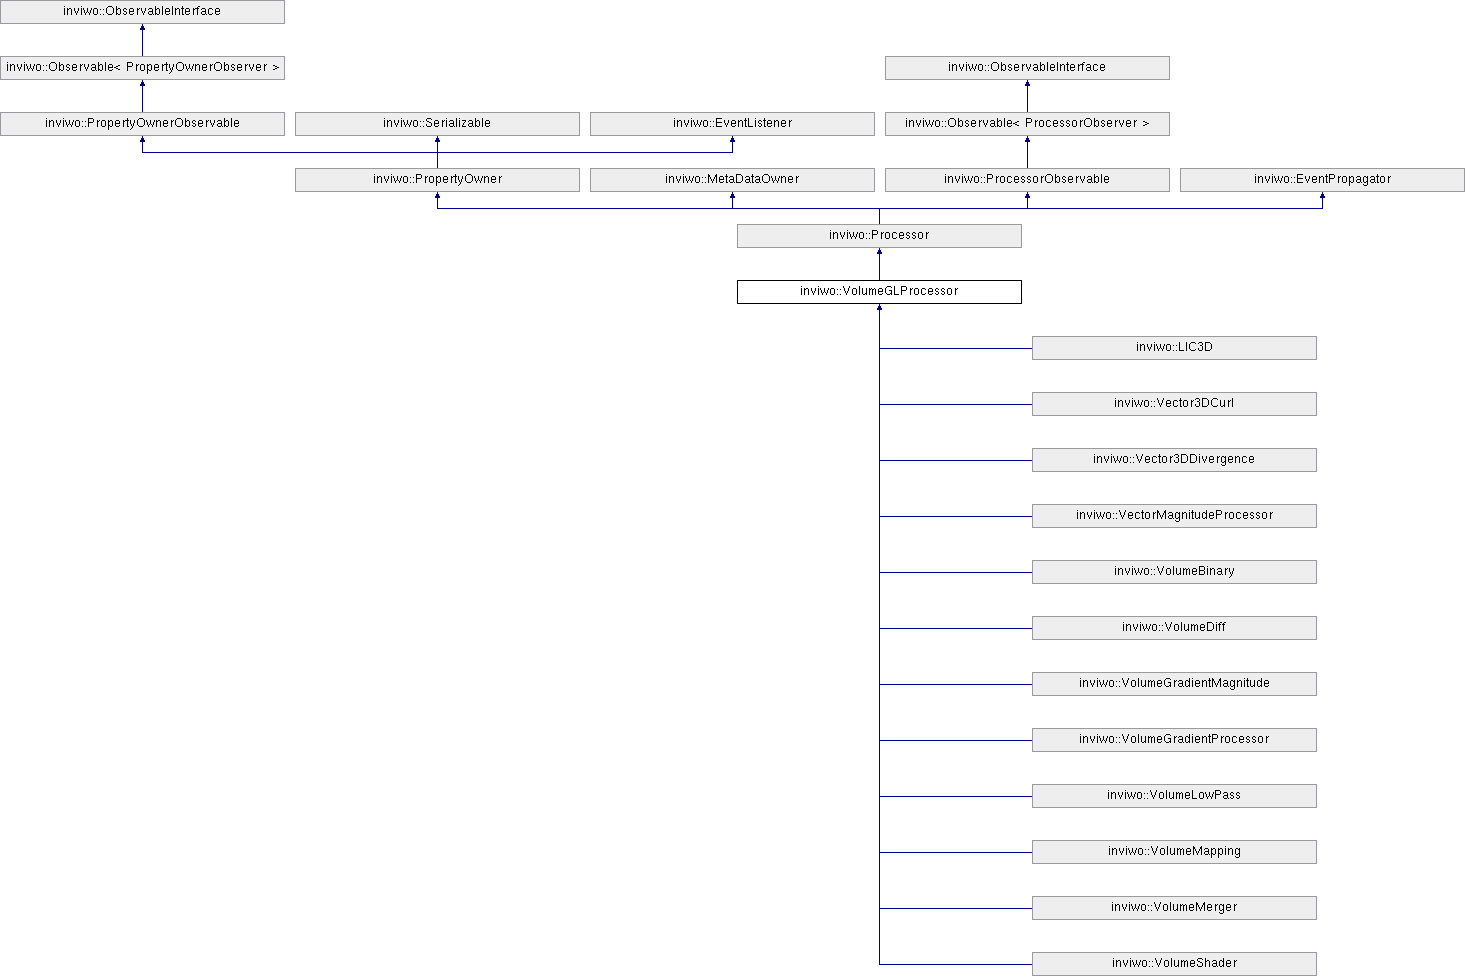 inviwo::ObservableInterface
inviwo::Observable< PropertyOwnerObserver >
inviwo::ObservableInterface
inviwo::PropertyOwnerObservable
inviwo::Serializable
inviwo::EventListener
inviwo::Observable< ProcessorObserver >
inviwo::PropertyOwner
inviwo::MetaDataOwner
inviwo::ProcessorObservable
inviwo::EventPropagator
inviwo::Processor
inviwo::VolumeGLProcessor
inviwo::LIC3D
inviwo::Vector3DCurl
inviwo::Vector3DDivergence
inviwo::VectorMagnitudeProcessor
inviwo::VolumeBinary
inviwo::VolumeDiff
inviwo::VolumeGradientMagnitude
inviwo::VolumeGradientProcessor
inviwo::VolumeLowPass
inviwo::VolumeMapping
inviwo::VolumeMerger
inviwo::VolumeShader